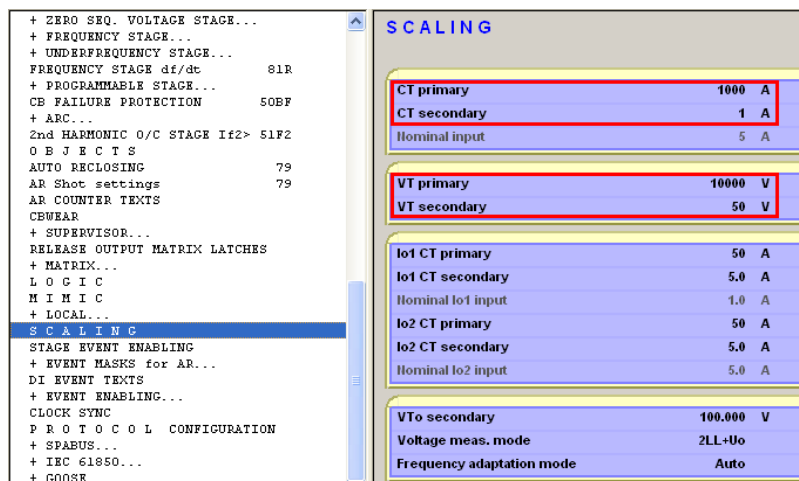 + ZERO SEQ. VOLTAGE STAGE...
+ FREQUENCY STAGE...
+ UNDERFREQUENCY STAGE...
FREQUENCY STAGE df/dt 81R
+ PROGRAMMABLE STAGE...
CB FAILURE PROTECTION 50BF
+ ARC...
2nd HARMONIC O/C STAGE If2> 51F2
O B J E C T S
AUTO RECLOSING 79
AR Shot settings 79
AR COUNTER TEXTS
CBWEAR
+ SUPERVISOR...
RELEASE OUTPUT MATRIX LATCHES
+ MATRIX...
L O G I C
M I M I C
+ LOCAL...
S C A L I N G
STAGE EVENT ENABLING
+ EVENT MASKS for AR...
DI EVENT TEXTS
+ EVENT ENABLING...
CLOCK SYNC
P R O T O C O L CONFIGURATION
+ SPABUS...
+ IEC 61850...
+ GOOSE
SCALING
CT primary 1000 A
CT secondary 1 A
Nominal input 5 A
VT primary 10000 V
VT secondary 50 V
Io1 CT primary 50 A
Io1 CT secondary 5.0 A
Nominal Io1 input 1.0 A
Io2 CT primary 50 A
Io2 CT secondary 5.0 A
Nominal Io2 input 5.0 A
VTo secondary 100.000 V
Voltage meas. mode 2LL+Uo
Frequency adaptation mode Auto